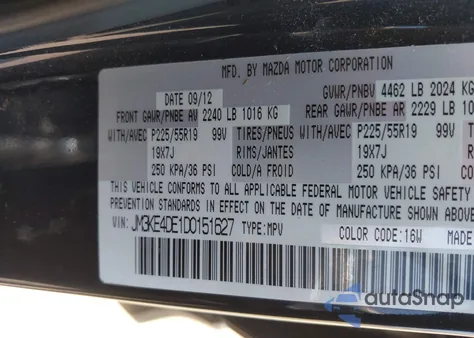 MFD. BY MAZDA MOTOR CORPORATION
DATE 09/12 GVWR/PNBV 4462 LB 2024 KG
FRONT GAWR/PNBE AV 2240 LB 1016 KG REAR GAWR/PNBE AR 2229 LB
WITH/AVEC P225/55R19 99V TIRES/PNEUS P225/55R19 99V
19X7J RIMS/JANTES 19X7J
250 KPA/36 PSI COLD/A FROID 250 KPA/36 PSI
THIS VEHICLE CONFORMS TO ALL APPLICABLE FEDERAL MOTOR VEHICLE SAFETY
PREVENTION STANDARDS IN EFFECT ON THE DATE OF MANUFACTURE SHOWN ABOVE.
VIN: JM3KE4DE1D0151627 TYPE: MPV COLOR CODE: 16W MADE
autoSnap